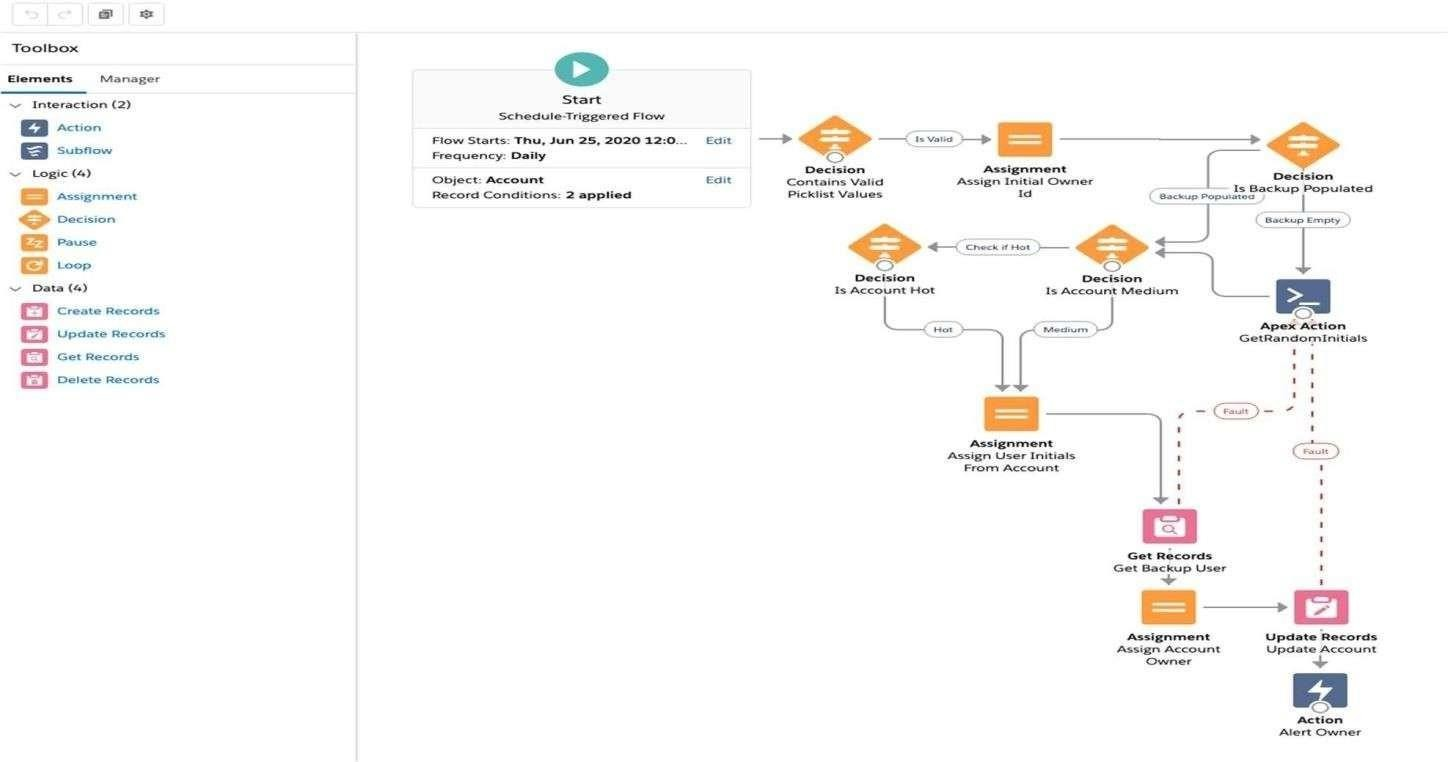 Toolbox
Elements Manager
Interaction (2)
Action
Subflow
Logic (4)
Assignment
Decision
Pause
Loop
Data (4)
Create Records
Update Records
Get Records
Delete Records
Start
Schedule-Triggered Flow
Flow Starts: Thu, Jun 25, 2020 12:0... Edit
Frequency: Daily
Object: Account Edit
Record Conditions: 2 applied
Decision
Contains Valid
Picklist Values
Is Valid
Assignment
Assign Initial Owner
Id
Decision
Is Backup Populated
Backup Populated
Backup Empty
Decision
Is Account Hot
Check if Hot
Decision
Is Account Medium
Apex Action
GetRandomInitials
Hot
Medium
Fault
Fault
Assignment
Assign User Initials
From Account
Get Records
Get Backup User
Assignment
Assign Account
Owner
Update Records
Update Account
Action
Alert Owner